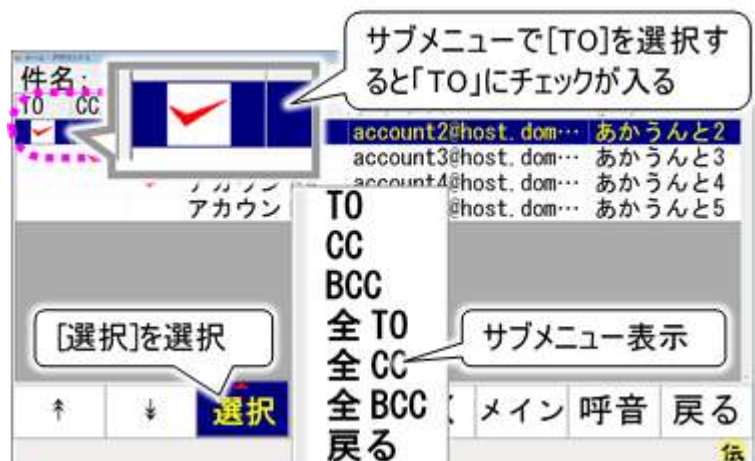 サブメニューで[TO]を選択す
ると「TO」にチェックが入る
件名:
TO CC
account2@host.dom… あかうんと2
account3@host.dom… あかうんと3
アカウン account4@host.dom… あかうんと4
アカウン @host.dom… あかうんと5
TO
CC
BCC
全 TO
全 CC
全 BCC
戻る
[選択]を選択
サブメニュー表示
↟ ↡ 選択 メイン 呼音 戻る
伝